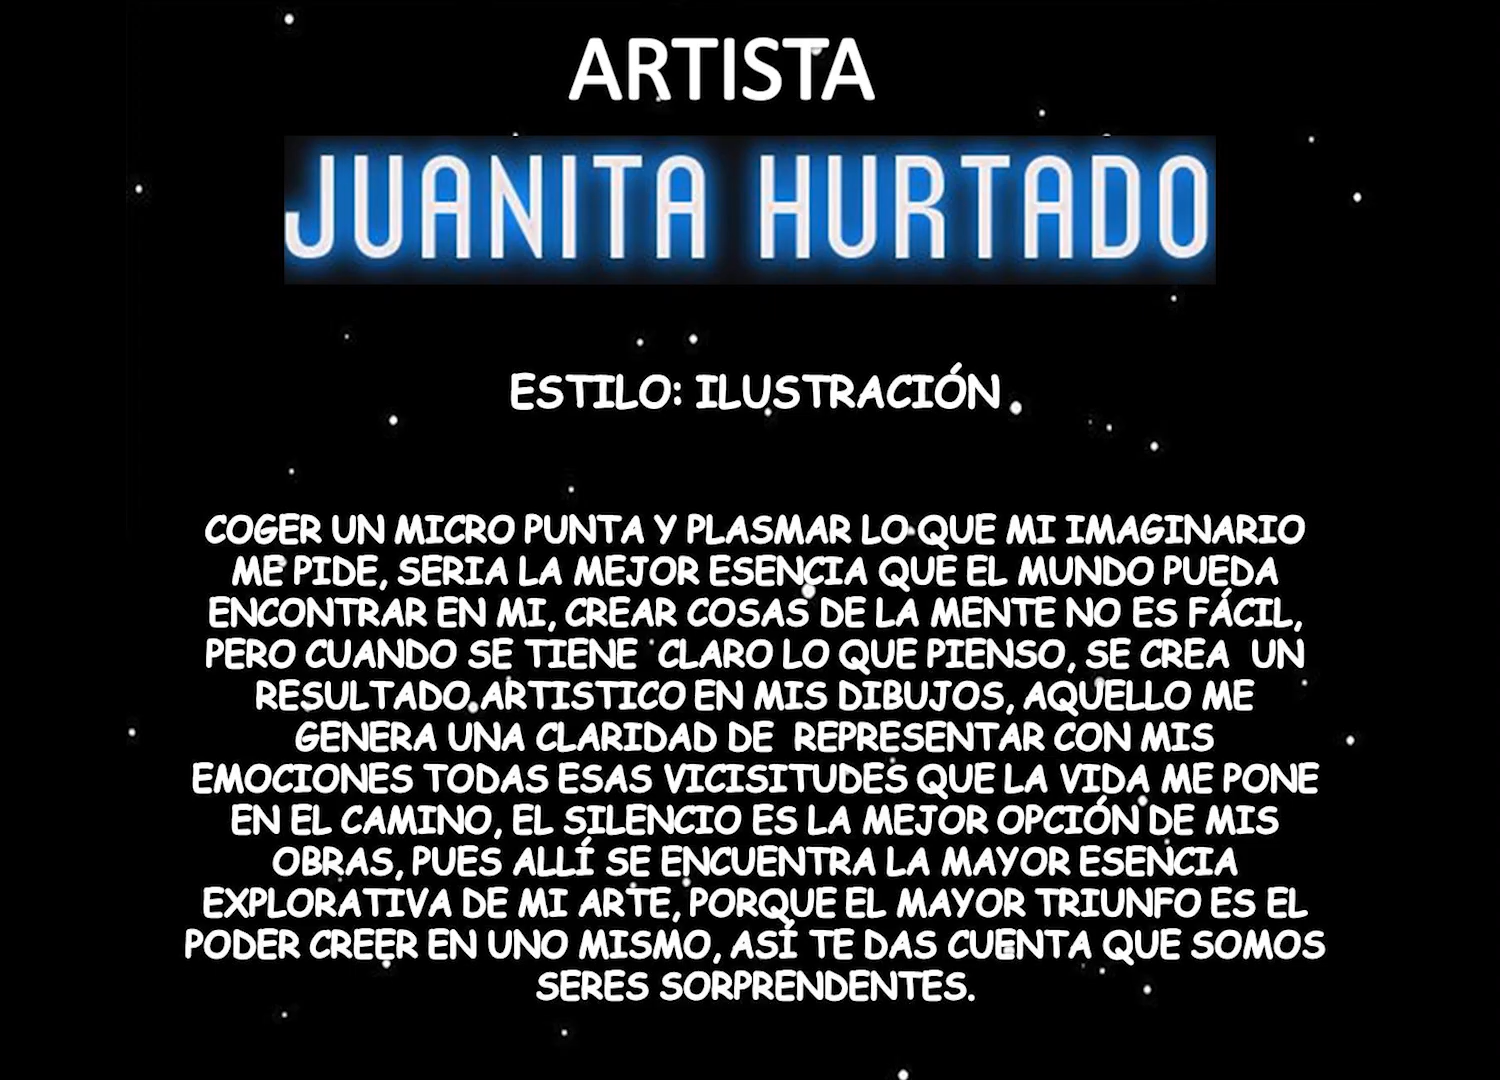 ARTISTA
JUANITA HURTADO
ESTILO: ILUSTRACIÓN
COGER UN MICRO PUNTA Y PLASMAR LO QUE MI IMAGINARIO
ME PIDE, SERIA LA MEJOR ESENCIA QUE EL MUNDO PUEDA
ENCONTRAR EN MI, CREAR COSAS DE LA MENTE NO ES FÁCIL,
PERO CUANDO SE TIENE CLARO LO QUE PIENSO, SE CREA UN
RESULTADO ARTISTICO EN MIS DIBUJOS, AQUELLO ME
GENERA UNA CLARIDAD DE REPRESENTAR CON MIS
EMOCIONES TODAS ESAS VICISITUDES QUE LA VIDA ME PONE
EN EL CAMINO, EL SILENCIO ES LA MEJOR OPCIÓN DE MIS
OBRAS, PUES ALLÍ SE ENCUENTRA LA MAYOR ESENCIA
EXPLORATIVA DE MI ARTE, PORQUE EL MAYOR TRIUNFO ES EL
PODER CREER EN UNO MISMO, ASÍ TE DAS CUENTA QUE SOMOS
SERES SORPRENDENTES.